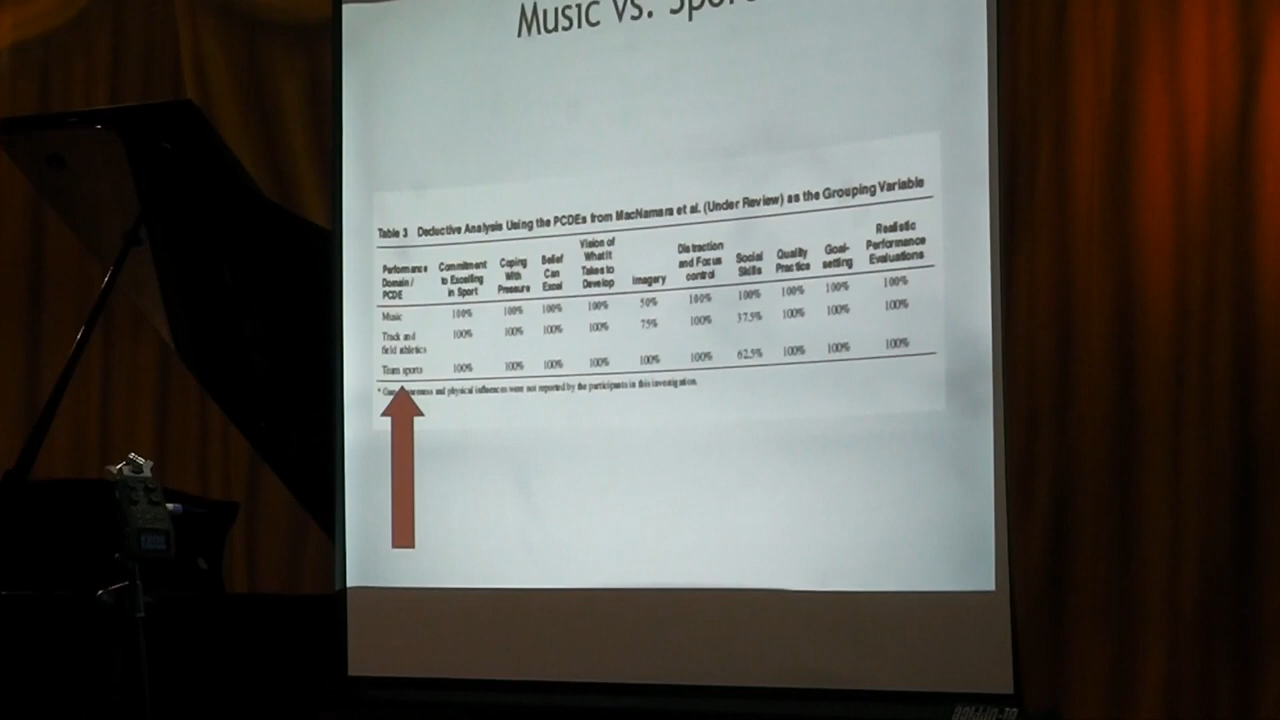 Music vs. Spor
Table 3 Deductive Analysis Using the PCDEs from MacNamara et al. (Under Review) as the Grouping Variable
Performance Domain / PCDE Commitment to Excelling in Sport Coping With Pressure Belief Can Excel Vision of What It Takes to Develop Imagery Distraction and Focus control Social Skills Quality Practice Goal-setting Realistic Performance Evaluations
Music 100% 100% 100% 100% 50% 100% 100% 100% 100% 100%
Track and field athletics 100% 100% 100% 100% 75% 100% 37.5% 100% 100% 100%
Team sports 100% 100% 100% 100% 100% 100% 62.5% 100% 100% 100%
* and physical influences were not reported by the participants in this investigation.